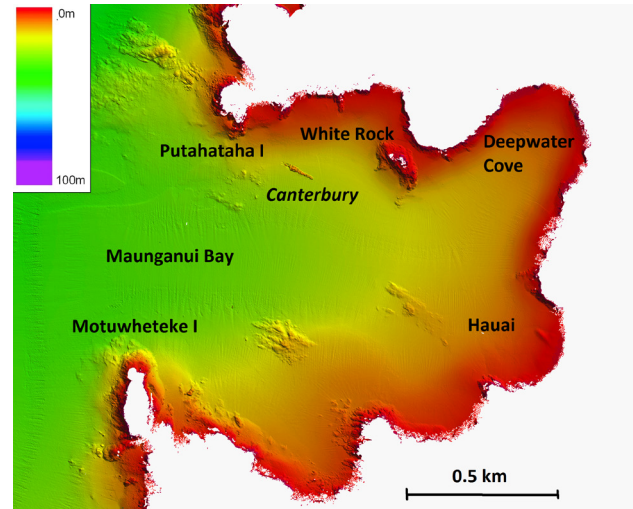 0m
100m
White Rock
Deepwater
Cove
Putahataha I
Canterbury
Maunganui Bay
Motuwheteke I
Hauai
0.5 km